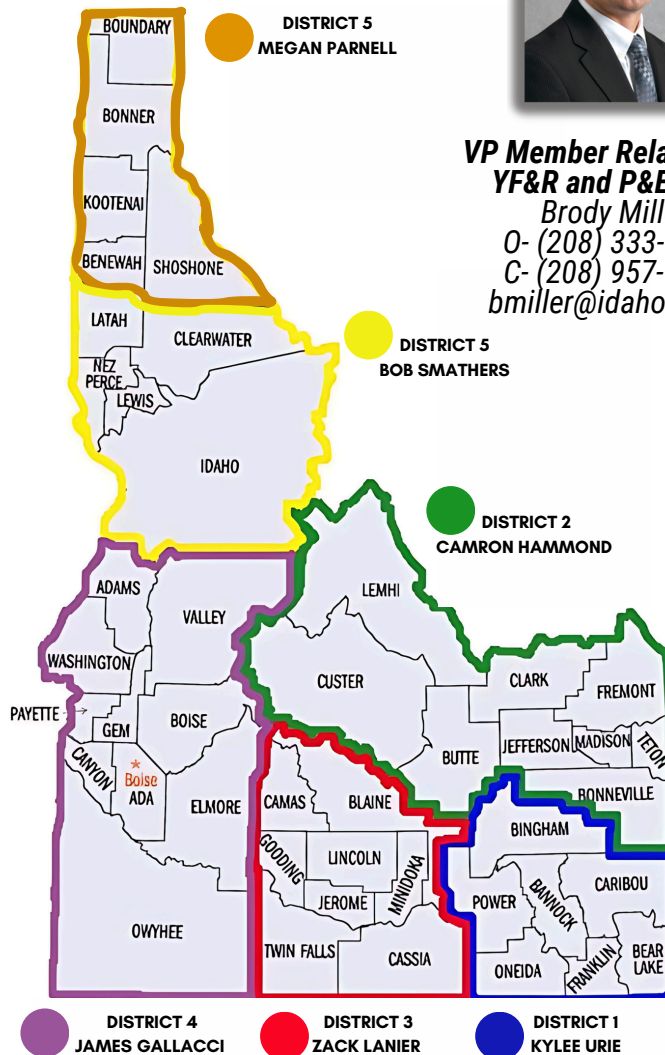 DISTRICT 5
MEGAN PARNELL
VP Member Rela
YF&R and P&E
Brody Mill
O- (208) 333-
C- (208) 957-
bmiller@idaho
BOUNDARY
BONNER
KOOTENAI
BENEWAH
SHOSHONE
LATAH
CLEARWATER
NEZ
PERCE
LEWIS
IDAHO
DISTRICT 5
BOB SMATHERS
DISTRICT 2
CAMRON HAMMOND
ADAMS
VALLEY
LEMHI
WASHINGTON
CUSTER
CLARK
FREMONT
PAYETTE
GEM
BOISE
BUTTE
JEFFERSON
MADISON
TETON
CANYON
* Boise
ADA
ELMORE
CAMAS
BLAINE
BONNEVILLE
BINGHAM
GOODING
LINCOLN
MINIDOKA
JEROME
POWER
BANNOCK
CARIBOU
OWYHEE
TWIN FALLS
CASSIA
ONEIDA
FRANKLIN
BEAR
LAKE
DISTRICT 4
JAMES GALLACCI
DISTRICT 3
ZACK LANIER
DISTRICT 1
KYLEE URIE